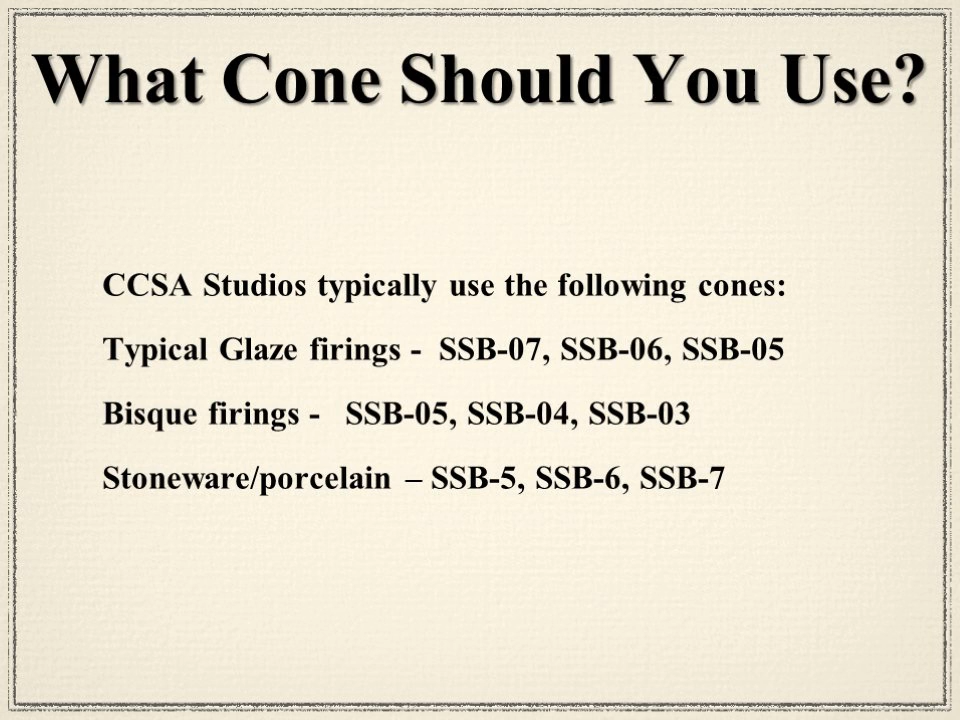 What Cone Should You Use?
CCSA Studios typically use the following cones:
Typical Glaze firings - SSB-07, SSB-06, SSB-05
Bisque firings - SSB-05, SSB-04, SSB-03
Stoneware/porcelain – SSB-5, SSB-6, SSB-7